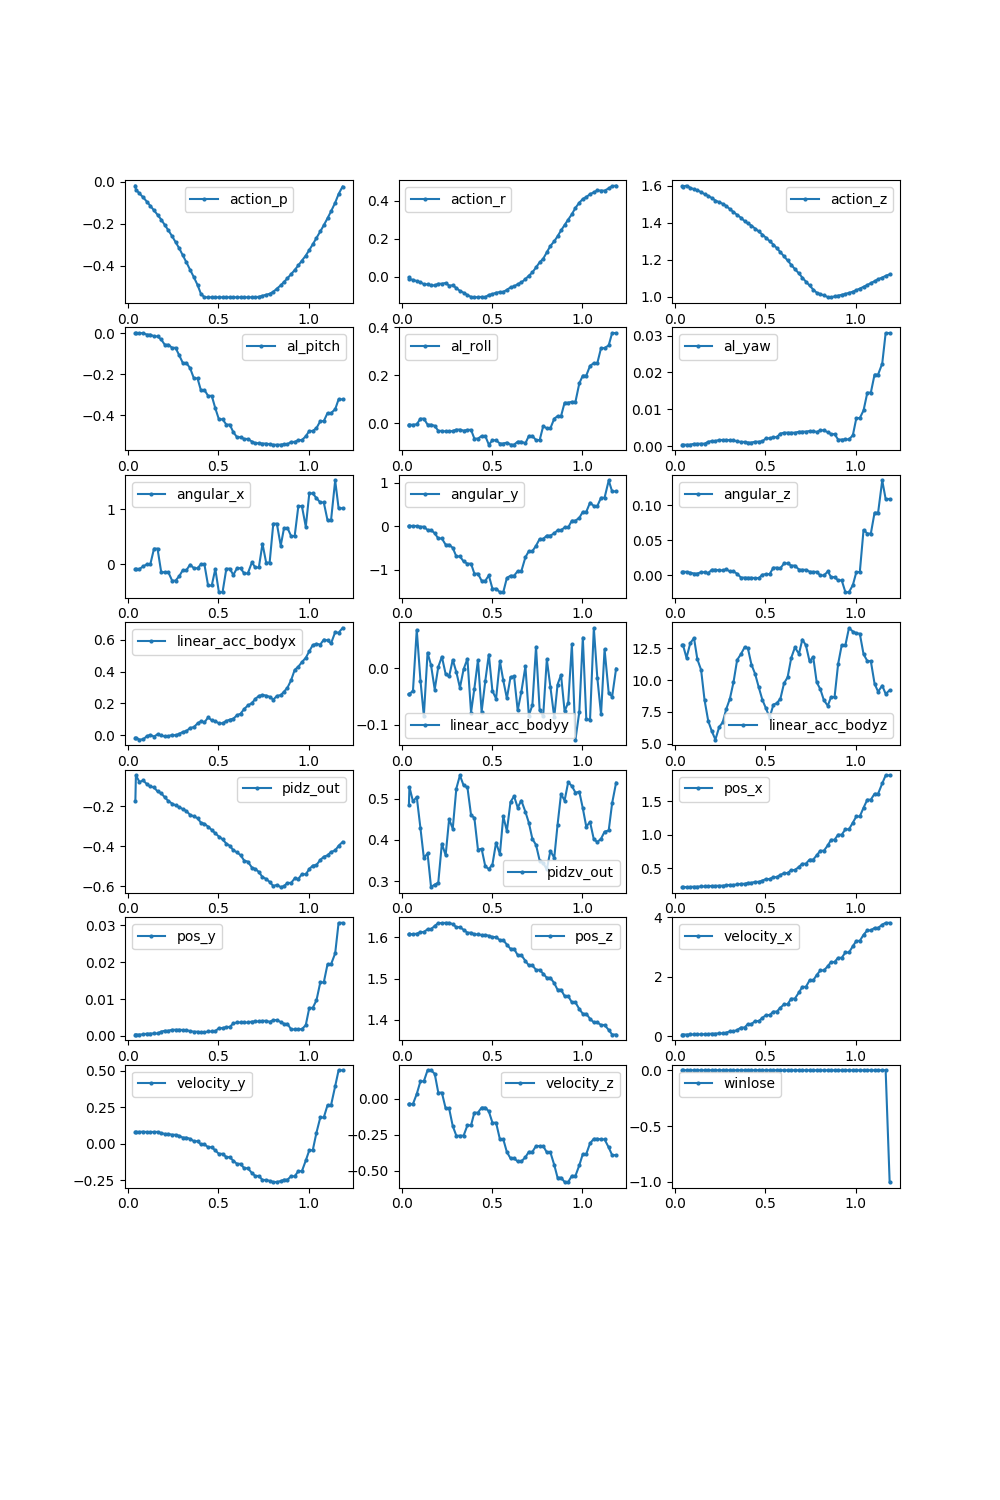 action_p
0.0
−0.2
−0.4
0.0 0.5 1.0
action_r
0.4
0.2
0.0
0.0 0.5 1.0
action_z
1.6
1.4
1.2
1.0
0.0 0.5 1.0
al_pitch
0.0
−0.2
−0.4
0.0 0.5 1.0
al_roll
0.4
0.2
0.0
0.0 0.5 1.0
al_yaw
0.03
0.02
0.01
0.00
0.0 0.5 1.0
angular_x
1
0
0.0 0.5 1.0
angular_y
1
0
−1
0.0 0.5 1.0
angular_z
0.10
0.05
0.00
0.0 0.5 1.0
linear_acc_bodyx
0.6
0.4
0.2
0.0
0.0 0.5 1.0
linear_acc_bodyy
0.0
−0.1
0.0 0.5 1.0
linear_acc_bodyz
12.5
10.0
7.5
5.0
0.0 0.5 1.0
pidz_out
−0.2
−0.4
−0.6
0.0 0.5 1.0
pidzv_out
0.5
0.4
0.3
0.0 0.5 1.0
pos_x
1.5
1.0
0.5
0.0 0.5 1.0
pos_y
0.03
0.02
0.01
0.00
0.0 0.5 1.0
pos_z
1.6
1.5
1.4
0.0 0.5 1.0
velocity_x
4
2
0
0.0 0.5 1.0
velocity_y
0.50
0.25
0.00
−0.25
0.0 0.5 1.0
velocity_z
0.00
−0.25
−0.50
0.0 0.5 1.0
winlose
0.0
−0.5
−1.0
0.0 0.5 1.0